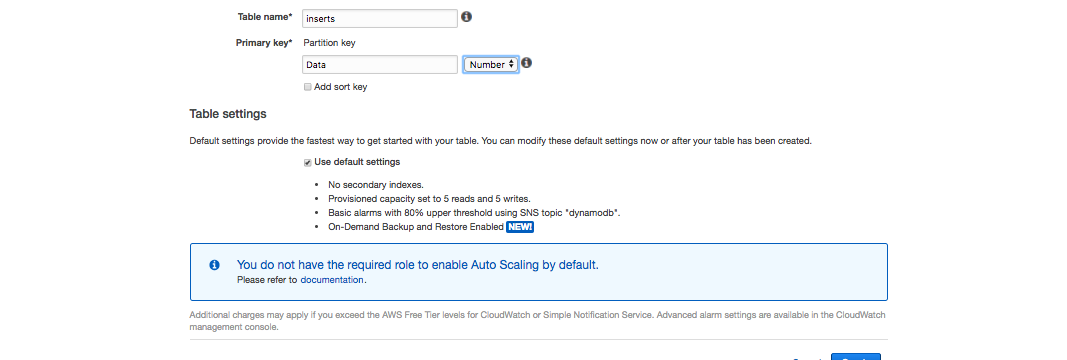 Table name* inserts
Primary key* Partition key
Data Number
Add sort key
Table settings
Default settings provide the fastest way to get started with your table. You can modify these default settings now or after your table has been created.
Use default settings
• No secondary indexes.
• Provisioned capacity set to 5 reads and 5 writes.
• Basic alarms with 80% upper threshold using SNS topic "dynamodb".
• On-Demand Backup and Restore Enabled NEW!
You do not have the required role to enable Auto Scaling by default.
Please refer to documentation.
Additional charges may apply if you exceed the AWS Free Tier levels for CloudWatch or Simple Notification Service. Advanced alarm settings are available in the CloudWatch
management console.